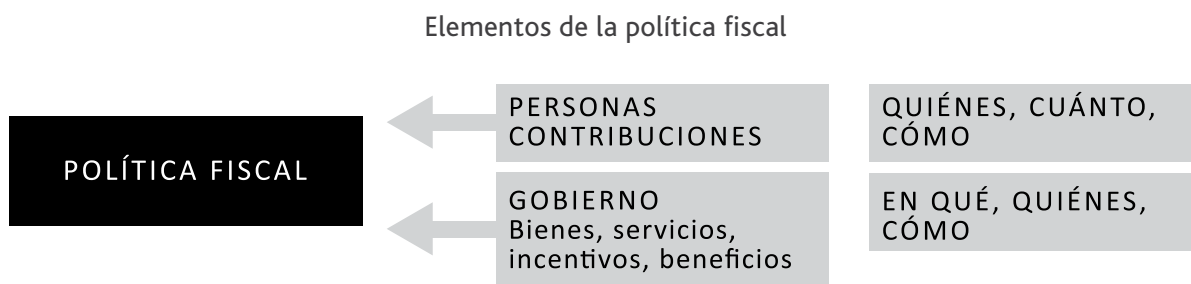 Elementos de la política fiscal
POLÍTICA FISCAL
PERSONAS
CONTRIBUCIONES
QUIÉNES, CUÁNTO,
CÓMO
GOBIERNO
Bienes, servicios,
incentivos, beneficios
EN QUÉ, QUIÉNES,
CÓMO